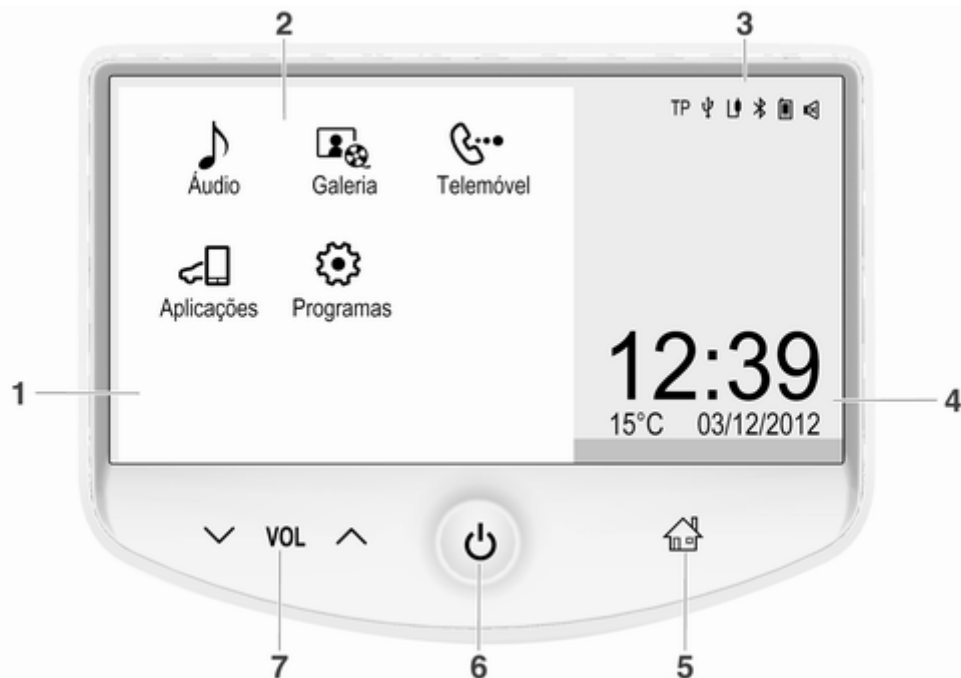 2
3
TP
Áudio
Galeria
Telemóvel
Aplicações
Programas
1
12:39
4
15°C 03/12/2012
VOL
7
6
5